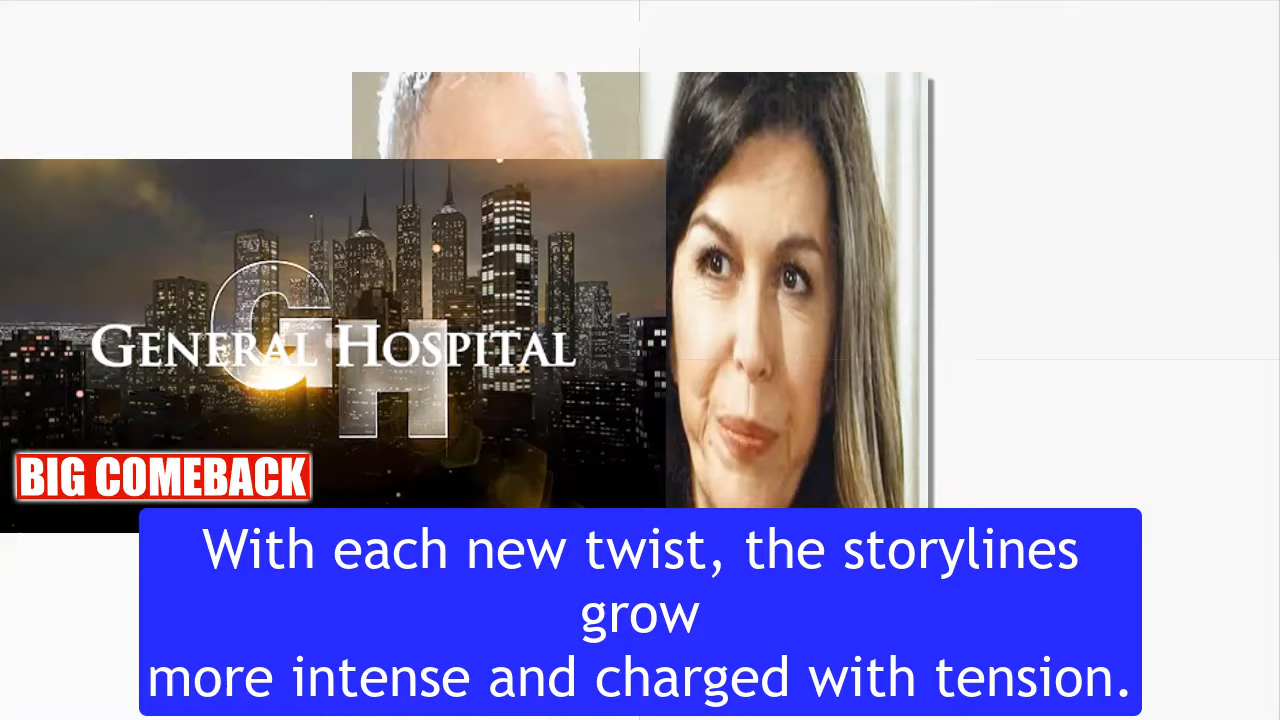 GH
GENERAL HOSPITAL
BIG COMEBACK
With each new twist, the storylines
grow
more intense and charged with tension.